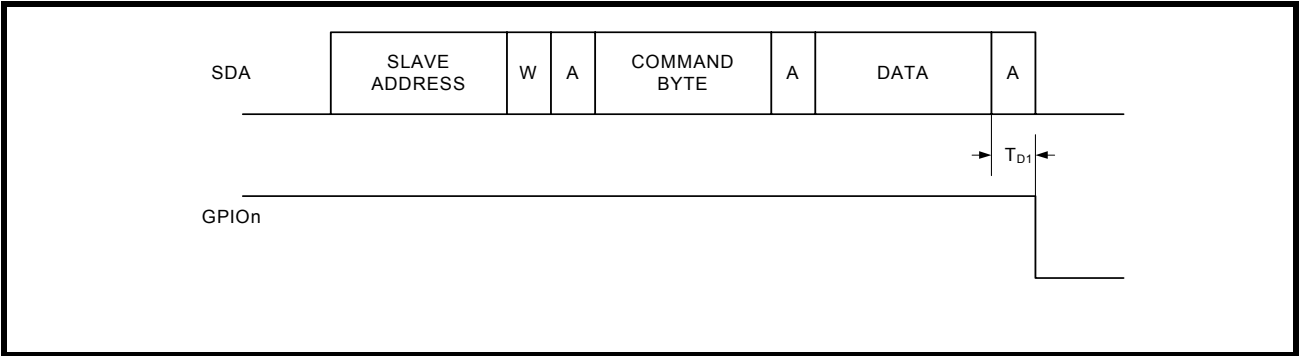 SDA
SLAVE
ADDRESS
W
A
COMMAND
BYTE
A
DATA
A
TD1
GPIOn